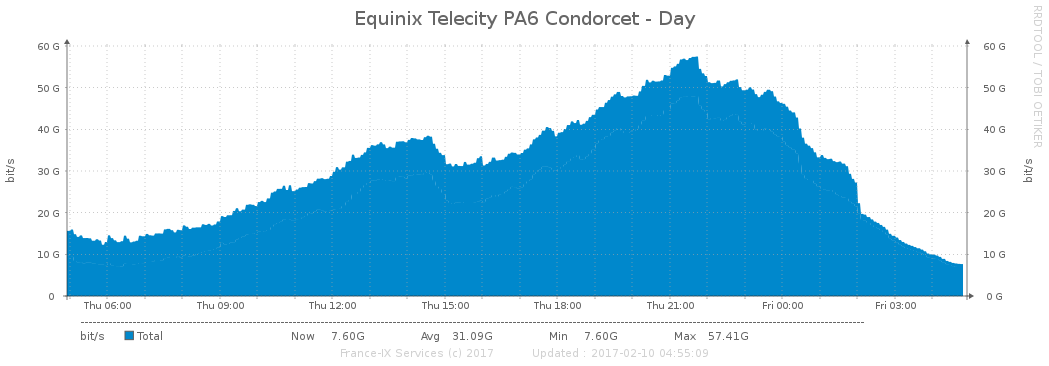 Equinix Telecity PA6 Condorcet - Day
RRDTOOL / TOBI OETIKER
60 G 60 G
50 G 50 G
40 G 40 G
30 G 30 G
20 G 20 G
10 G 10 G
0 0 G
bit/s bit/s
Thu 06:00 Thu 09:00 Thu 12:00 Thu 15:00 Thu 18:00 Thu 21:00 Fri 00:00 Fri 03:00
bit/s Total Now 7.60G Avg 31.09G Min 7.60G Max 57.41G
France-IX Services (c) 2017 Updated : 2017-02-10 04:55:09